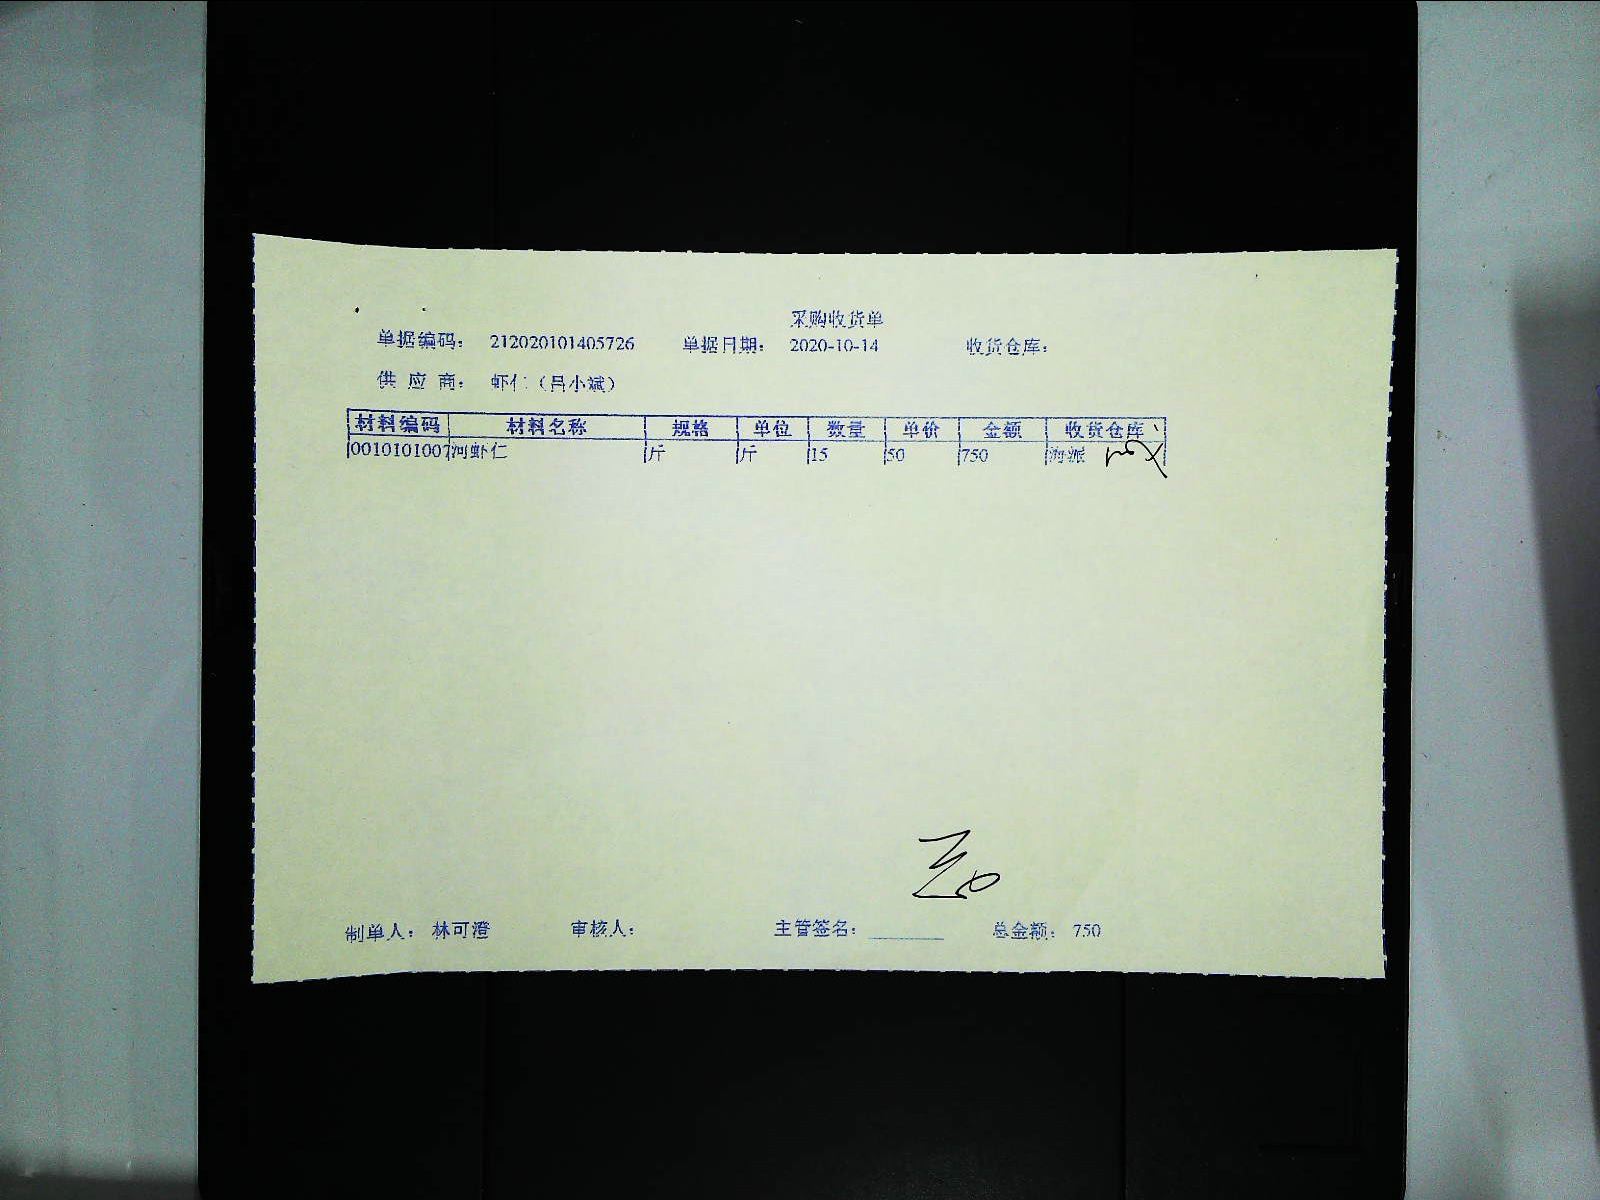 采购收货单
单据编码： 212020101405726 单据日期： 2020-10-14 收货仓库：
供 应 商： 虾仁（吕小斌）
材料编码 材料名称 规格 单位 数量 单价 金额 收货仓库
0010101007 河虾仁 斤 斤 15 50 750 海派
制单人： 林可澄 审核人： 主管签名： ________ 总金额： 750